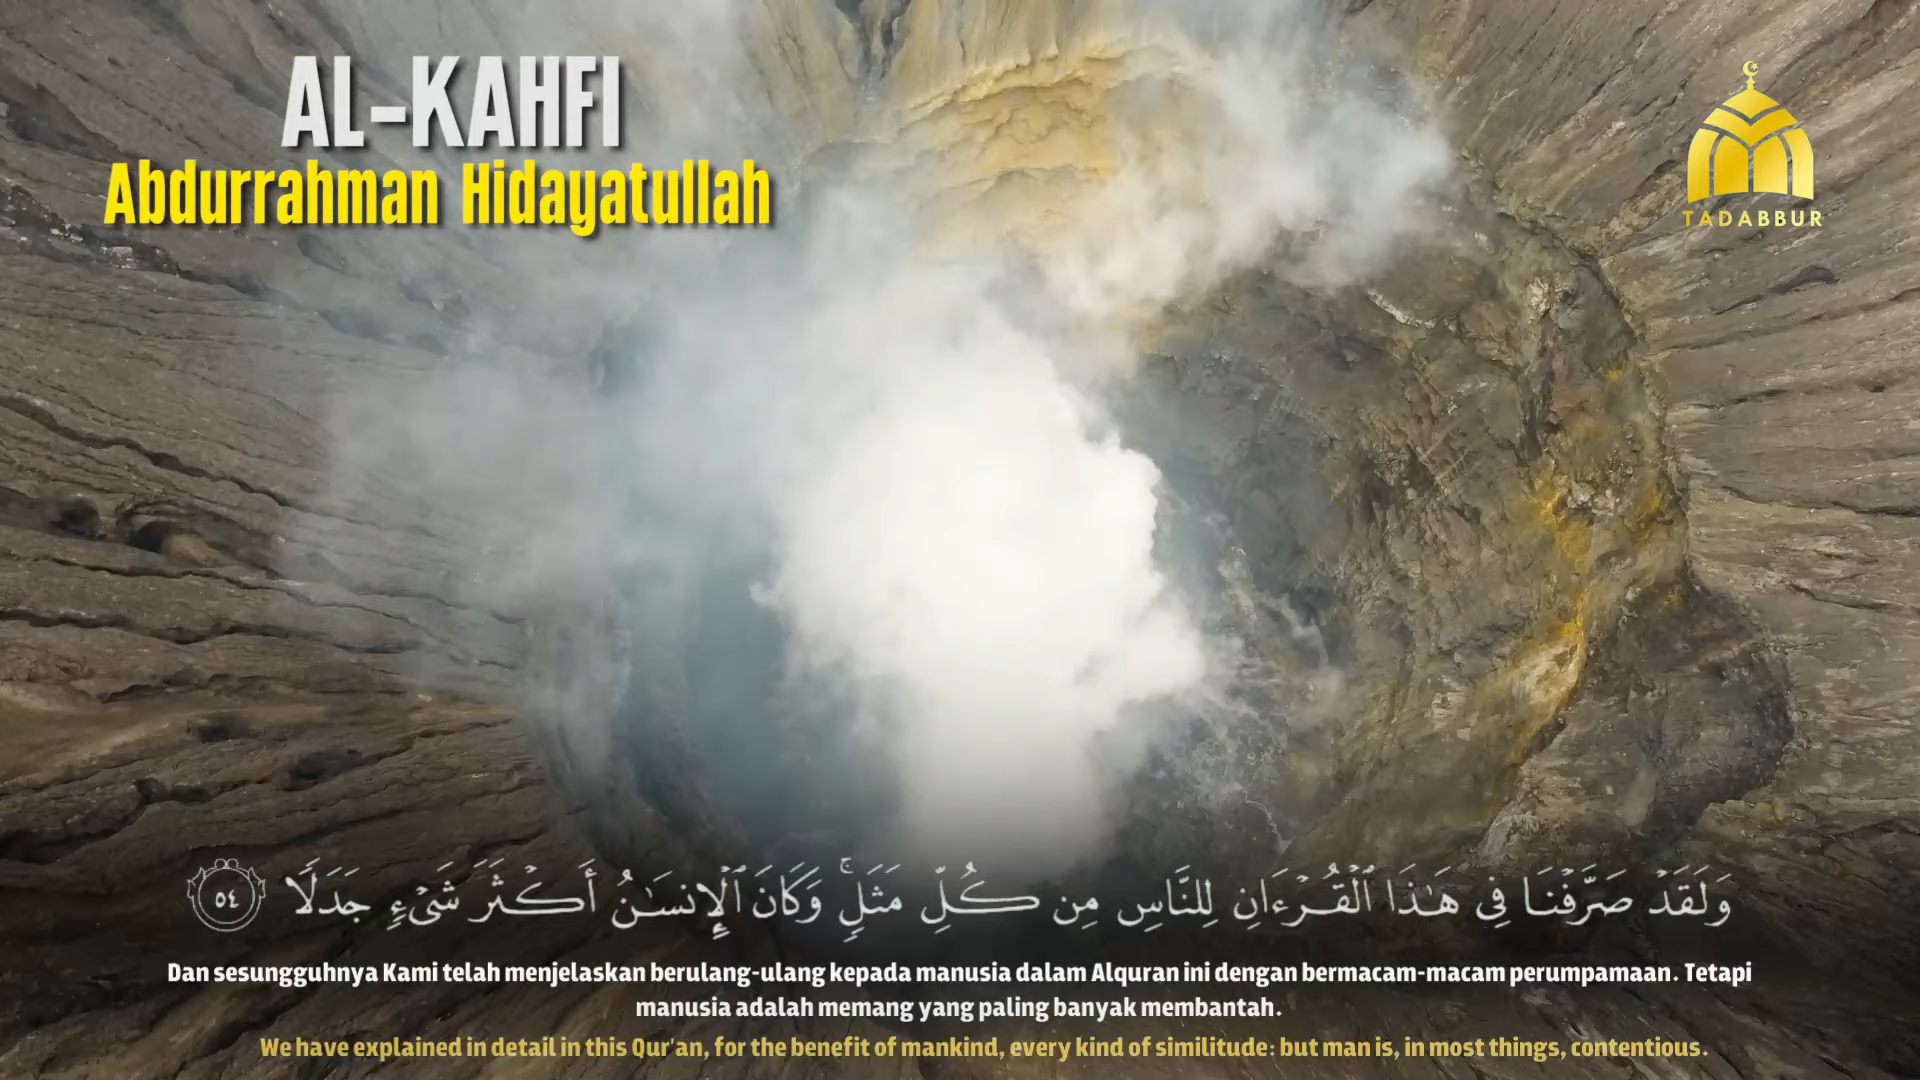 AL-KAHFI
Abdurrahman Hidayatullah
TADABBUR
وَلَقَدْ صَرَّفْنَا فِي هَٰذَا ٱلْقُرْءَانِ لِلنَّاسِ مِن كُلِّ مَثَلٍۚ وَكَانَ ٱلْإِنسَٰنُ أَكْثَرَ شَىْءٍ جَدَلًا ٥٤
Dan sesungguhnya Kami telah menjelaskan berulang-ulang kepada manusia dalam Alquran ini dengan bermacam-macam perumpamaan. Tetapi
manusia adalah memang yang paling banyak membantah.
We have explained in detail in this Qur'an, for the benefit of mankind, every kind of similitude: but man is, in most things, contentious.